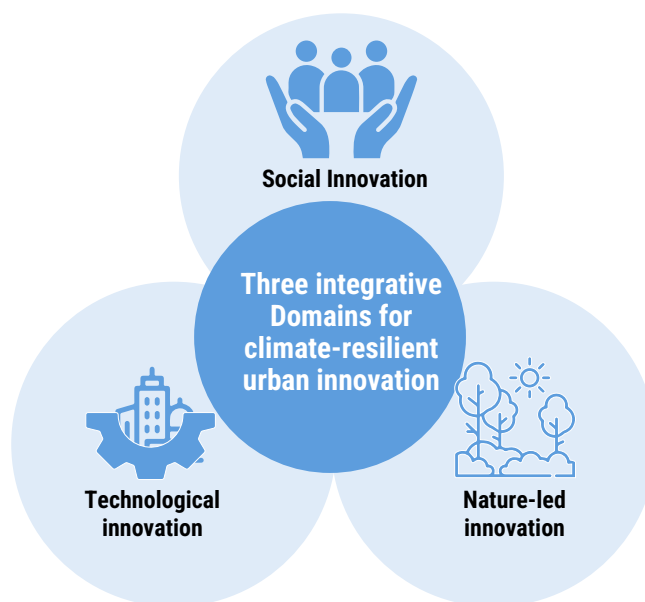 Social Innovation
Three integrative
Domains for
climate-resilient
urban innovation
Technological
innovation
Nature-led
innovation